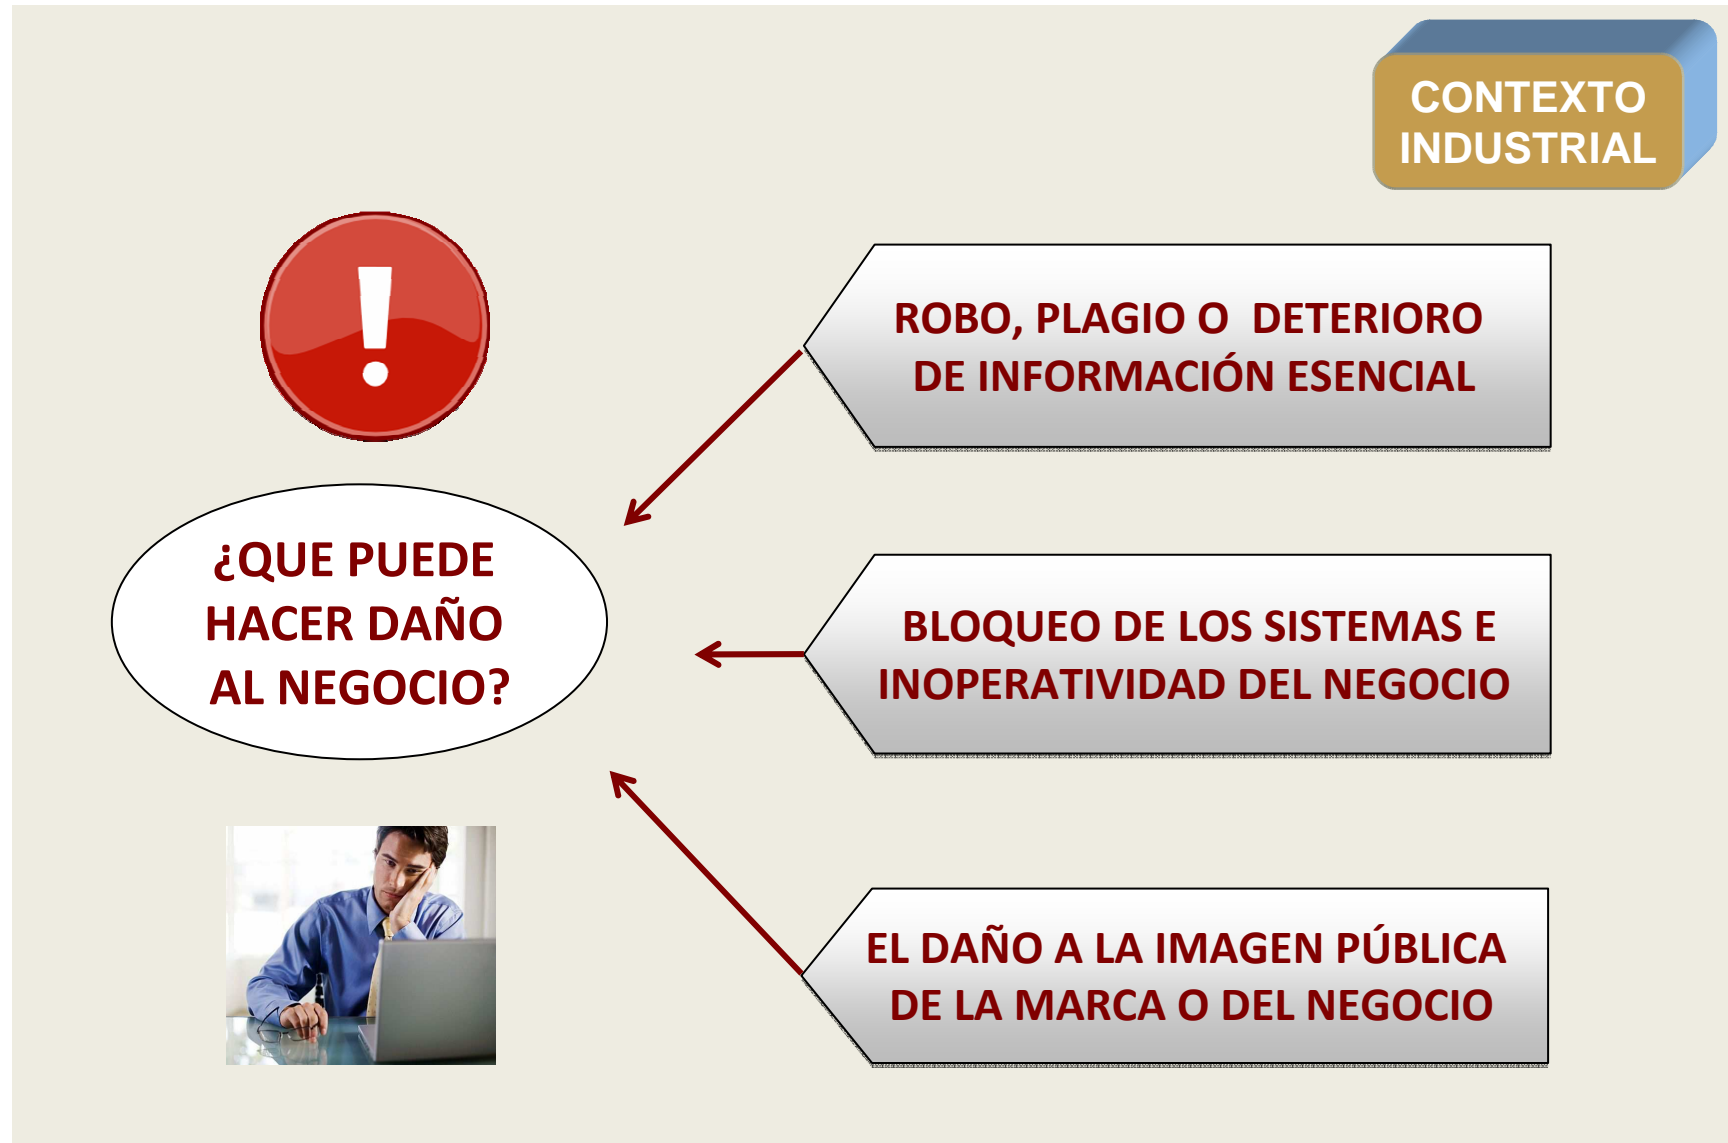 CONTEXTO
INDUSTRIAL
ROBO, PLAGIO O DETERIORO
DE INFORMACIÓN ESENCIAL
¿QUE PUEDE
HACER DAÑO
AL NEGOCIO?
BLOQUEO DE LOS SISTEMAS E
INOPERATIVIDAD DEL NEGOCIO
EL DAÑO A LA IMAGEN PÚBLICA
DE LA MARCA O DEL NEGOCIO